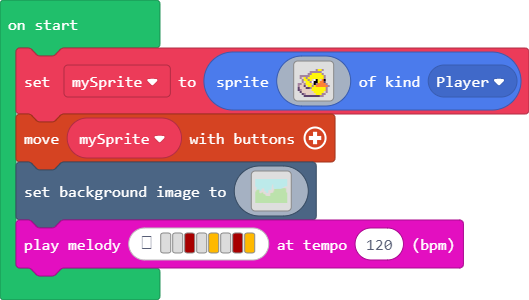 on start
set mySprite to sprite of kind Player
move mySprite with buttons
set background image to
play melody at tempo 120 (bpm)